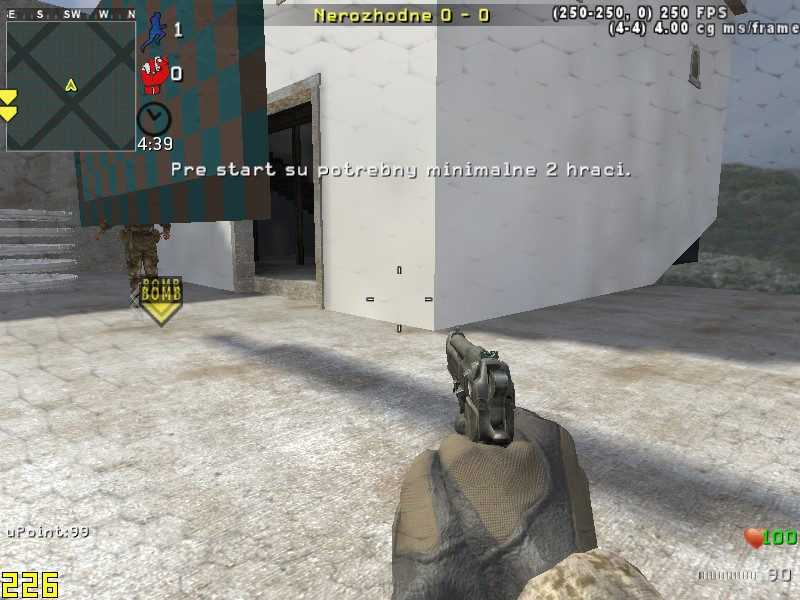 E S SW W N
1
0
4:39
Nerozhodne 0 - 0
(250-250, 0) 250 FPS
(4-4) 4.00 cg ms/frame
Pre start su potrebny minimalne 2 hraci.
BOMB
BOMB
uPoint:99
226
100
90